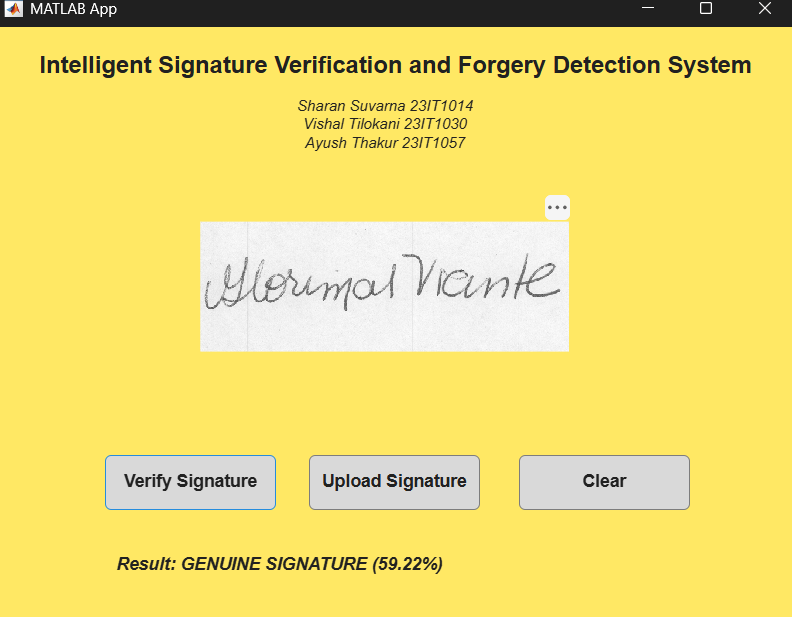 MATLAB App
Intelligent Signature Verification and Forgery Detection System
Sharan Suvarna 23IT1014
Vishal Tilokani 23IT1030
Ayush Thakur 23IT1057
Verify Signature
Upload Signature
Clear
Result: GENUINE SIGNATURE (59.22%)